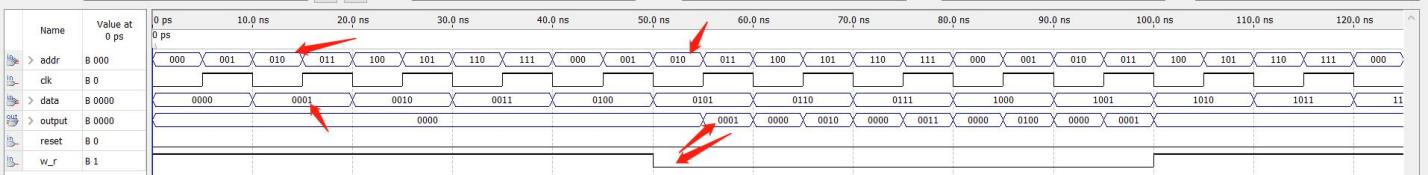 Name Value at 0 ps 0 ps 10.0 ns 20.0 ns 30.0 ns 40.0 ns 50.0 ns 60.0 ns 70.0 ns 80.0 ns 90.0 ns 100.0 ns 110.0 ns 120.0 ns
0 ps
addr B 000 000 001 010 011 100 101 110 111 000 001 010 011 100 101 110 111 000 001 010 011 100 101 110 111 000
clk B 0
data B 0000 0000 0001 0010 0011 0100 0101 0110 0111 1000 1001 1010 1011 11
output B 0000 0000 0001 0000 0010 0000 0011 0000 0100 0000 0001
reset B 0
w_r B 1